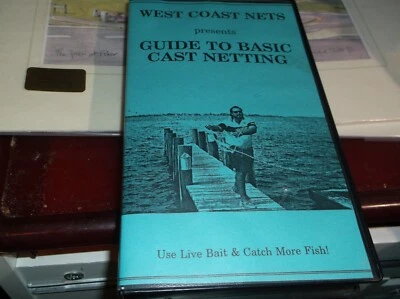 WEST COAST NETS
presents
GUIDE TO BASIC
CAST NETTING
Use Live Bait & Catch More Fish!